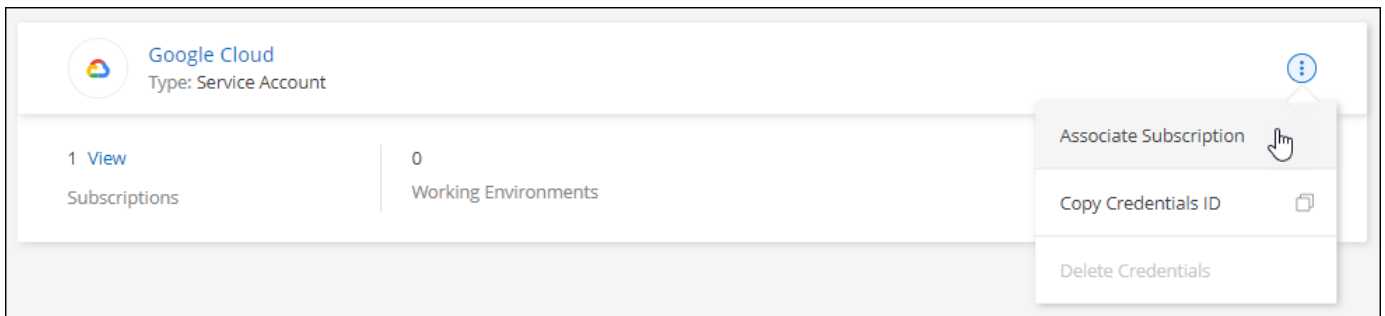 Google Cloud
Type: Service Account
Associate Subscription
1 View
0
Subscriptions
Working Environments
Copy Credentials ID
Delete Credentials